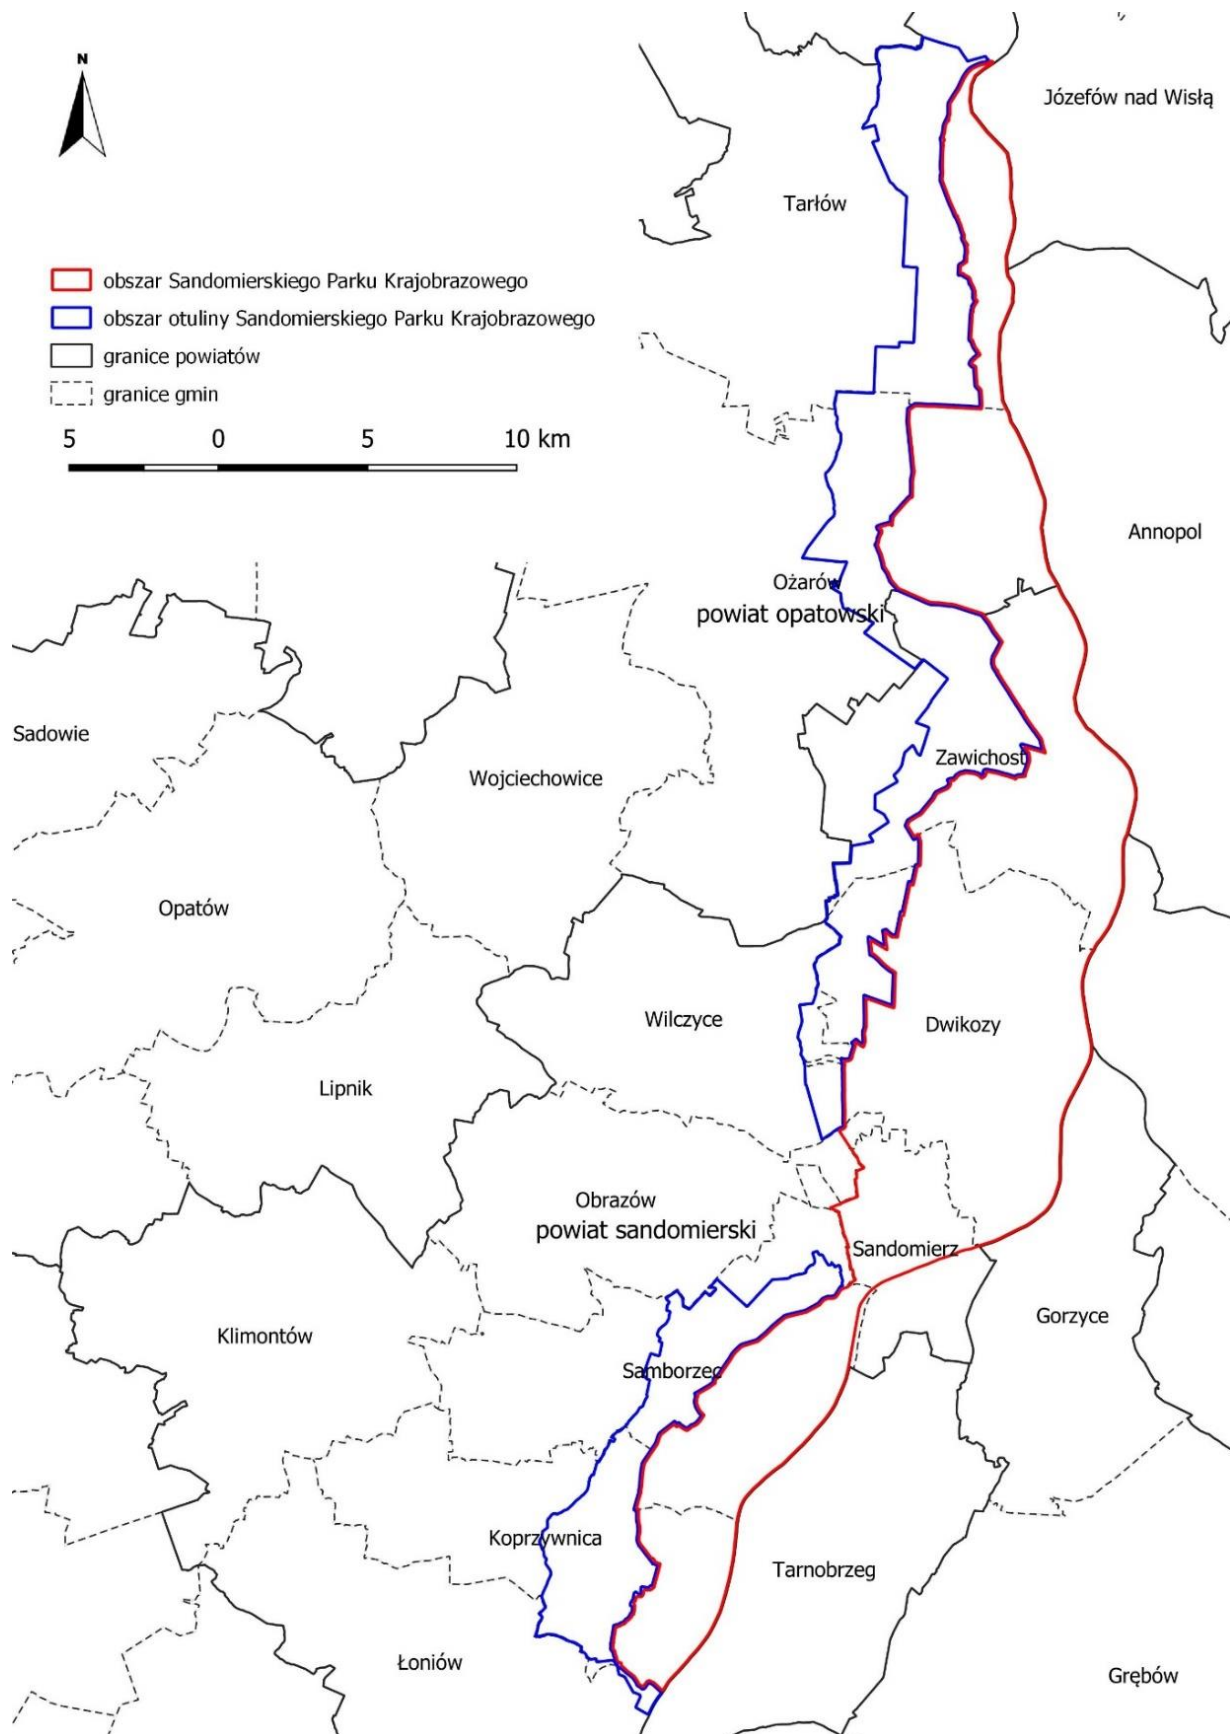 N
Józefów nad Wisłą
Tarłów
obszar Sandomierskiego Parku Krajobrazowego
obszar otuliny Sandomierskiego Parku Krajobrazowego
granice powiatów
granice gmin
5 0 5 10 km
Annopol
Ożarów
powiat opatowski
Sadowie
Zawichost
Wojciechowice
Opatów
Wilczyce
Dwikozy
Lipnik
Obrazów
powiat sandomierski
Sandomierz
Gorzyce
Klimontów
Samborzec
Koprzywnica
Tarnobrzeg
Łoniów
Grębów